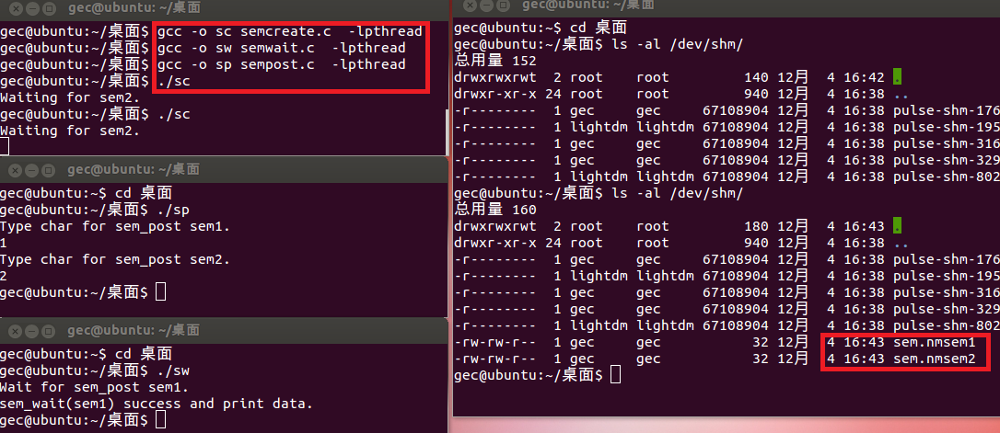 gec@ubuntu: ~/桌面
gec@ubuntu:~/桌面$ gcc -o sc semcreate.c  -lpthread
gec@ubuntu:~/桌面$ gcc -o sw semwait.c  -lpthread
gec@ubuntu:~/桌面$ gcc -o sp sempost.c  -lpthread
gec@ubuntu:~/桌面$ ./sc
Waiting for sem2.
gec@ubuntu:~/桌面$ ./sc
Waiting for sem2.
gec@ubuntu: ~/桌面
gec@ubuntu:~$ cd 桌面
gec@ubuntu:~/桌面$ ./sp
Type char for sem_post sem1.
1
Type char for sem_post sem2.
2
gec@ubuntu:~/桌面$
gec@ubuntu: ~/桌面
gec@ubuntu:~$ cd 桌面
gec@ubuntu:~/桌面$ ./sw
Wait for sem_post sem1.
sem_wait(sem1) success and print data.
gec@ubuntu:~/桌面$
gec@ubuntu: ~/桌面
gec@ubuntu:~$ cd 桌面
gec@ubuntu:~/桌面$ ls -al /dev/shm/
总用量 152
drwxrwxrwt  2 root    root         140 12月  4 16:42 .
drwxr-xr-x 24 root    root         940 12月  4 16:38 ..
-r--------  1 gec     gec     67108904 12月  4 16:38 pulse-shm-176
-r--------  1 lightdm lightdm 67108904 12月  4 16:38 pulse-shm-195
-r--------  1 gec     gec     67108904 12月  4 16:38 pulse-shm-316
-r--------  1 gec     gec     67108904 12月  4 16:38 pulse-shm-329
-r--------  1 lightdm lightdm 67108904 12月  4 16:38 pulse-shm-802
gec@ubuntu:~/桌面$ ls -al /dev/shm/
总用量 160
drwxrwxrwt  2 root    root         180 12月  4 16:43 .
drwxr-xr-x 24 root    root         940 12月  4 16:38 ..
-r--------  1 gec     gec     67108904 12月  4 16:38 pulse-shm-176
-r--------  1 lightdm lightdm 67108904 12月  4 16:38 pulse-shm-195
-r--------  1 gec     gec     67108904 12月  4 16:38 pulse-shm-316
-r--------  1 gec     gec     67108904 12月  4 16:38 pulse-shm-329
-r--------  1 lightdm lightdm 67108904 12月  4 16:38 pulse-shm-802
-rw-rw-r--  1 gec     gec           32 12月  4 16:43 sem.nmsem1
-rw-rw-r--  1 gec     gec           32 12月  4 16:43 sem.nmsem2
gec@ubuntu:~/桌面$